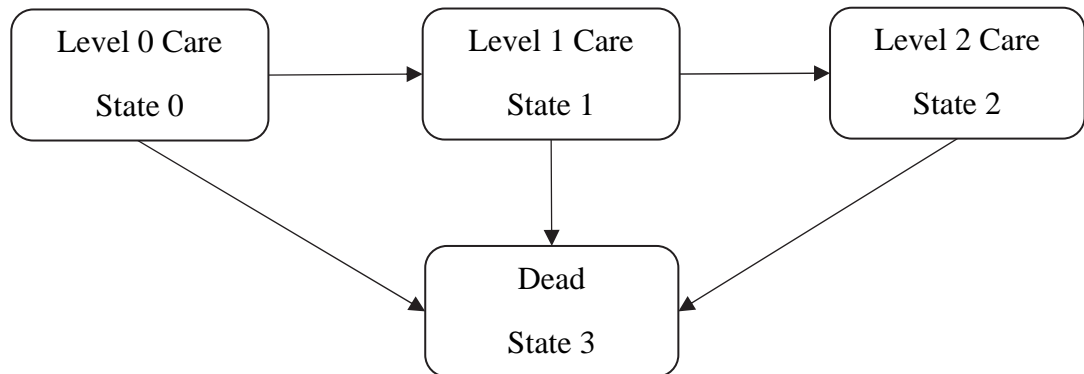 Level 0 Care
State 0
Level 1 Care
State 1
Level 2 Care
State 2
Dead
State 3